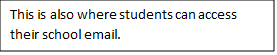 This is also where students can access
their school email.